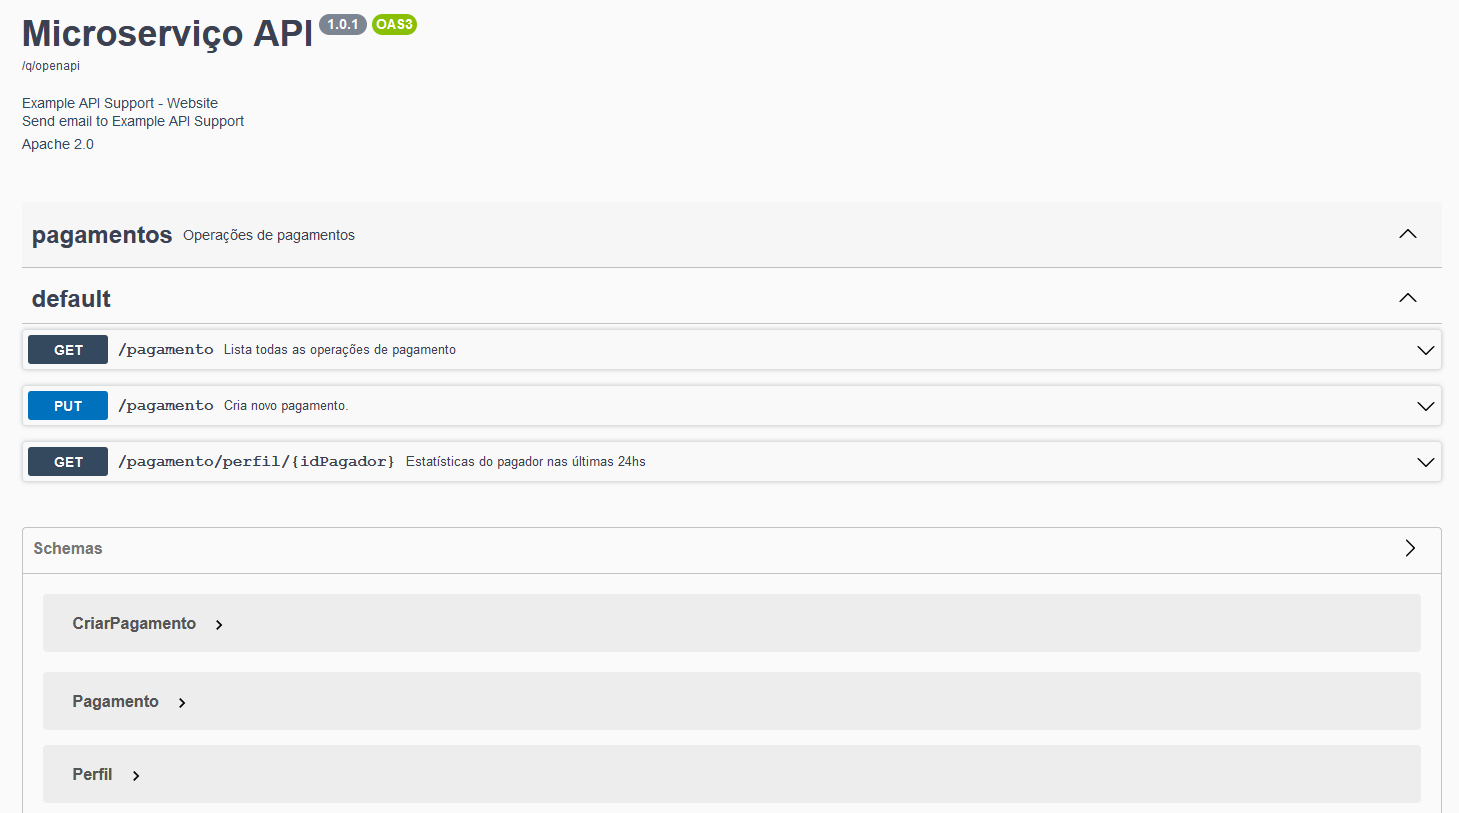 Microserviço API 1.0.1 OAS3
/q/openapi
Example API Support - Website
Send email to Example API Support
Apache 2.0
pagamentos Operações de pagamentos
default
GET /pagamento Lista todas as operações de pagamento
PUT /pagamento Cria novo pagamento.
GET /pagamento/perfil/{idPagador} Estatísticas do pagador nas últimas 24hs
Schemas
CriarPagamento
Pagamento
Perfil